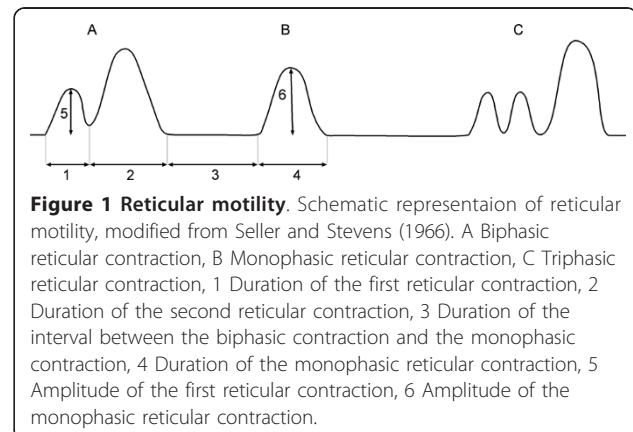 A B C
5 6
1 2 3 4
Figure 1 Reticular motility. Schematic representaion of reticular
motility, modified from Seller and Stevens (1966). A Biphasic
reticular contraction, B Monophasic reticular contraction, C Triphasic
reticular contraction, 1 Duration of the first reticular contraction, 2
Duration of the second reticular contraction, 3 Duration of the
interval between the biphasic contraction and the monophasic
contraction, 4 Duration of the monophasic reticular contraction, 5
Amplitude of the first reticular contraction, 6 Amplitude of the
monophasic reticular contraction.